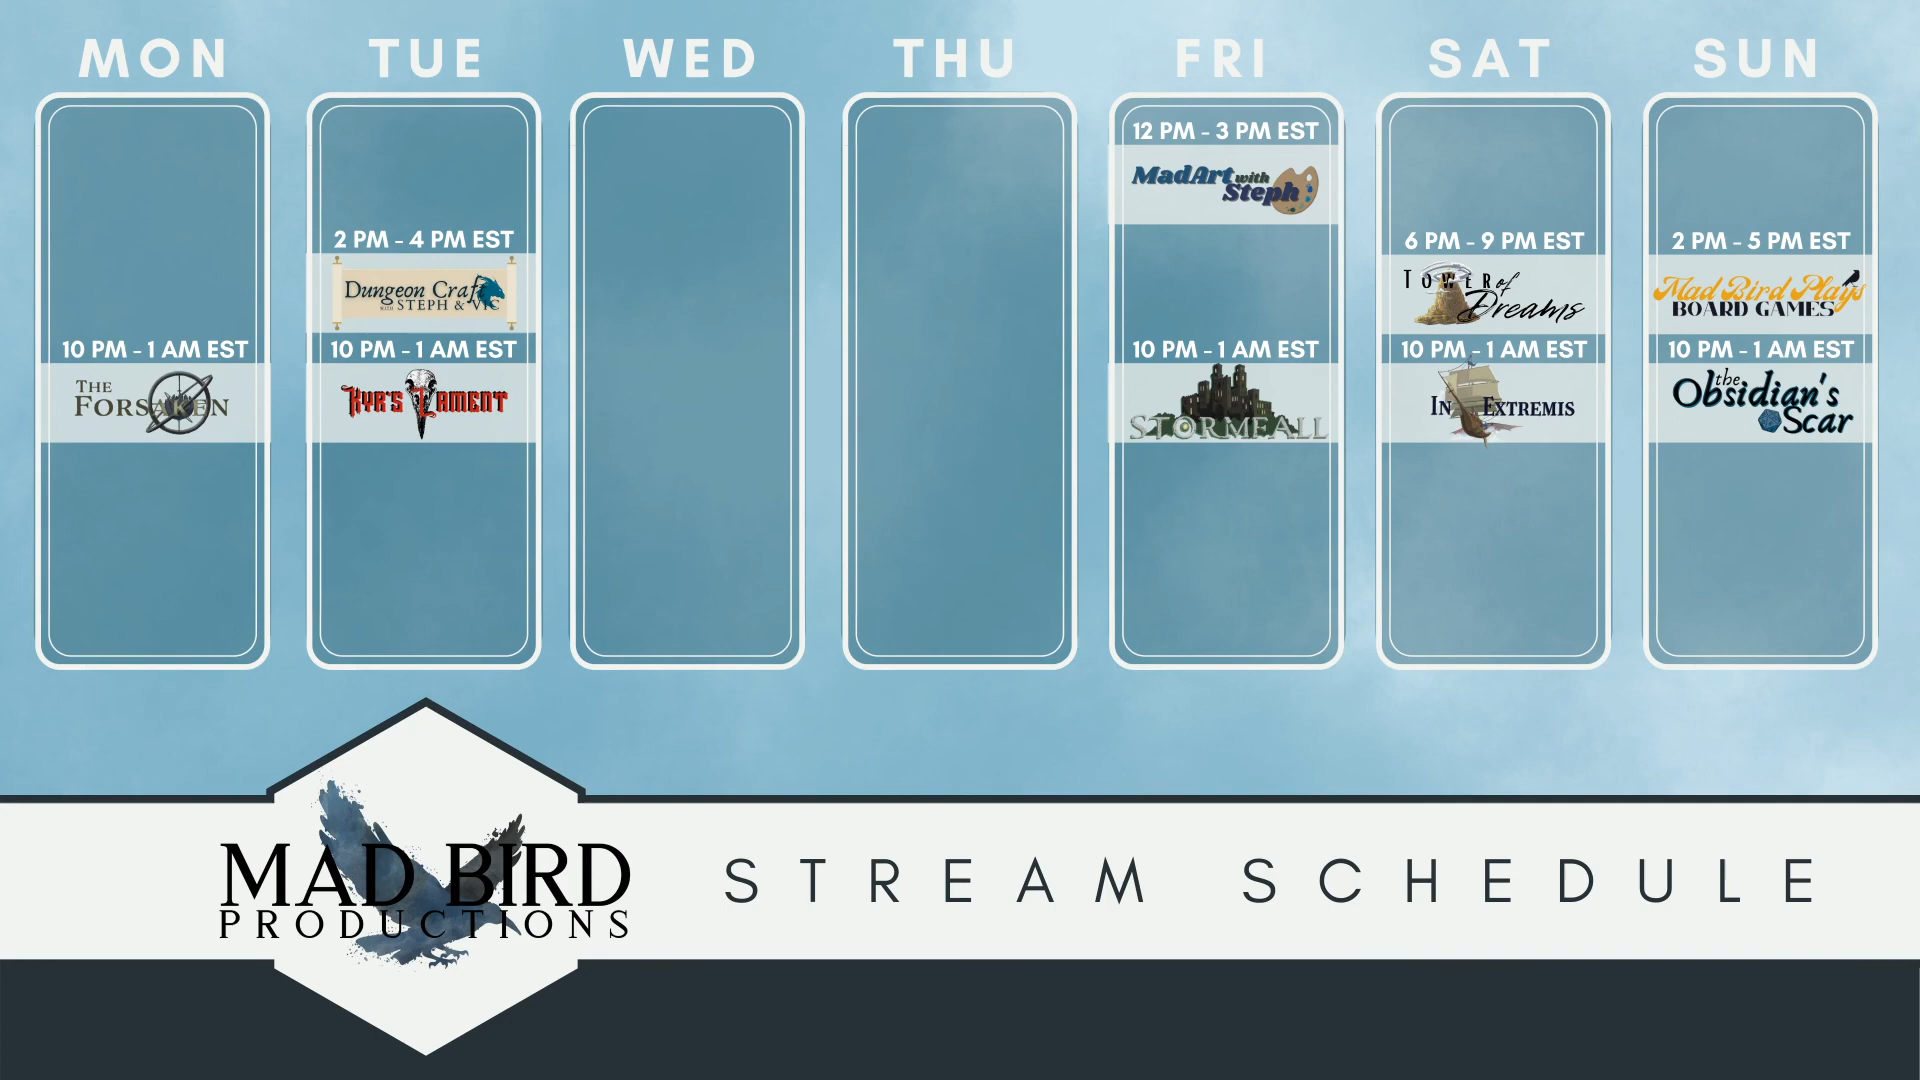 MON
10 PM - 1 AM EST
THE
FORSAKEN
TUE
2 PM - 4 PM EST
Dungeon Craft
WITH STEPH & VIC
10 PM - 1 AM EST
KYR'S LAMENT
WED
THU
FRI
12 PM - 3 PM EST
MadArt with
Steph
10 PM - 1 AM EST
STORMFALL
SAT
6 PM - 9 PM EST
TOWER of
Dreams
10 PM - 1 AM EST
IN EXTREMIS
SUN
2 PM - 5 PM EST
Mad Bird Plays
BOARD GAMES
10 PM - 1 AM EST
the
Obsidian's
Scar
MAD BIRD
PRODUCTIONS
STREAM SCHEDULE